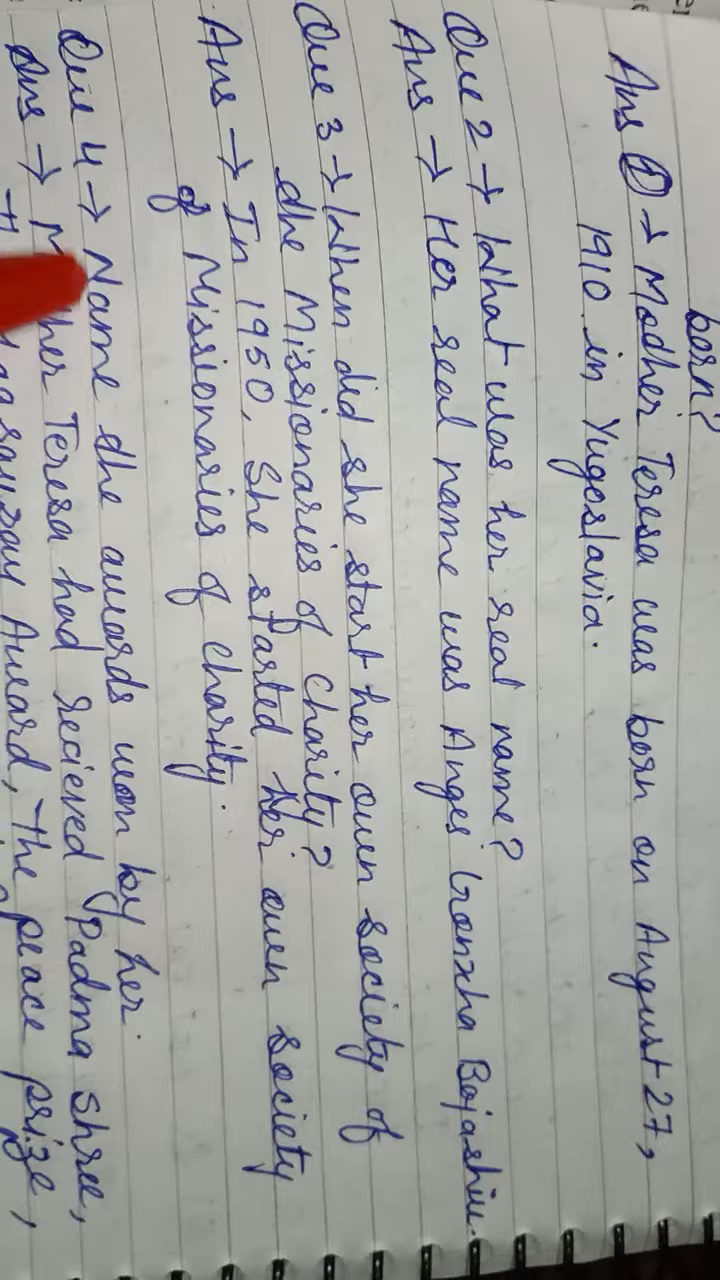 born?
Ans ① → Modher Teresa was born on August 27,
1910 in Yugoslavia.
Que 2 → What was her real name?
Ans → Her real name was Anges Gonxha Bojashiu.
Que 3 → When did she start her own society of
the Missionaries of Charity?
Ans → In 1950, She started her own society
of Missionaries of charity.
Que 4 → Name the awards won by her.
Ans → her Teresa had recieved Padma Shree,
Award, The peace prize,